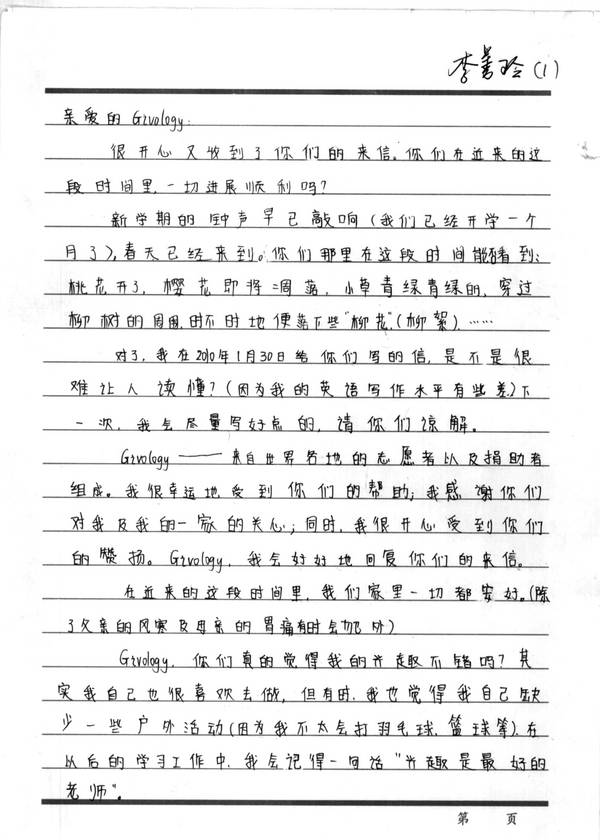 李善玲(1)
亲爱的Givology:
很开心又收到了你们的来信。你们在近来的这
段时间里,一切进展顺利吗?
新学期的钟声早已敲响(我们已经开学一个
月了),春天已经来到。你们那里在这段时间能看到:
桃花开了,樱花即将凋落,小草青绿青绿的,穿过
柳树的周围,时不时地便落下些"柳花"(柳絮)……
对了,我在2010年1月30日给你们写的信,是不是很
难让人读懂?(因为我的英语写作水平有些差)下
一次,我会尽量写好点的,请你们谅解。
Givology——来自世界各地的志愿者以及捐助者
组成。我很幸运地受到你们的帮助;我感谢你们
对我及我的一家的关心;同时,我很开心受到你们
的赞扬。Givology,我会好好地回复你们的来信。
在近来的这段时间里,我们家里一切都安好。(除
了父亲的风寒及母亲的胃痛有时会加外)
Givology,你们真的觉得我的兴趣不错吗?其
实我自己也很喜欢去做,但有时,我也觉得我自己缺
少一些户外活动(因为我不太会打羽毛球、篮球等),在
以后的学习工作中,我会记得一句话"兴趣是最好的
老师"。
第 页